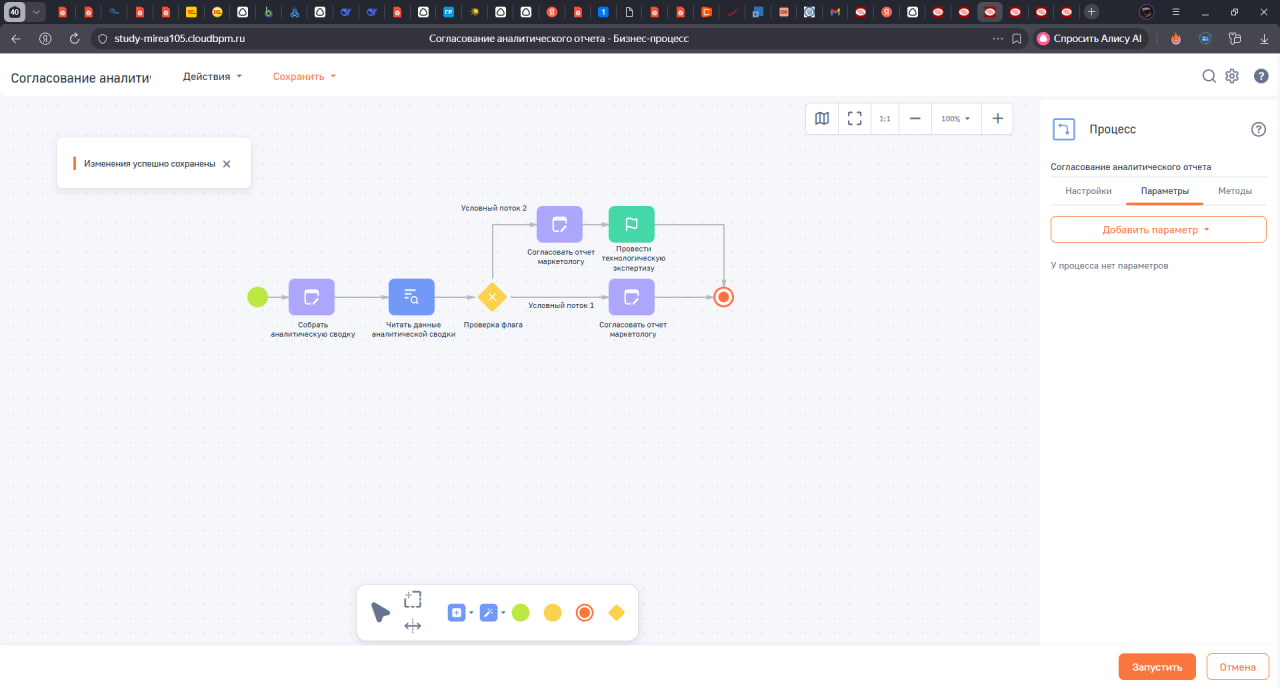 40
study-mirea105.cloudbpm.ru
Согласование аналитического отчета - Бизнес-процесс
Спросить Алису AI
Согласование аналити
Действия
Сохранить
1:1
100%
Изменения успешно сохранены
Процесс
Согласование аналитического отчета
Настройки
Параметры
Методы
Добавить параметр
У процесса нет параметров
Условный поток 2
Согласовать отчет
маркетологу
Провести
технологическую
экспертизу
Собрать
аналитическую сводку
Читать данные
аналитической сводки
Проверка флага
Условный поток 1
Согласовать отчет
маркетологу
Запустить
Отмена